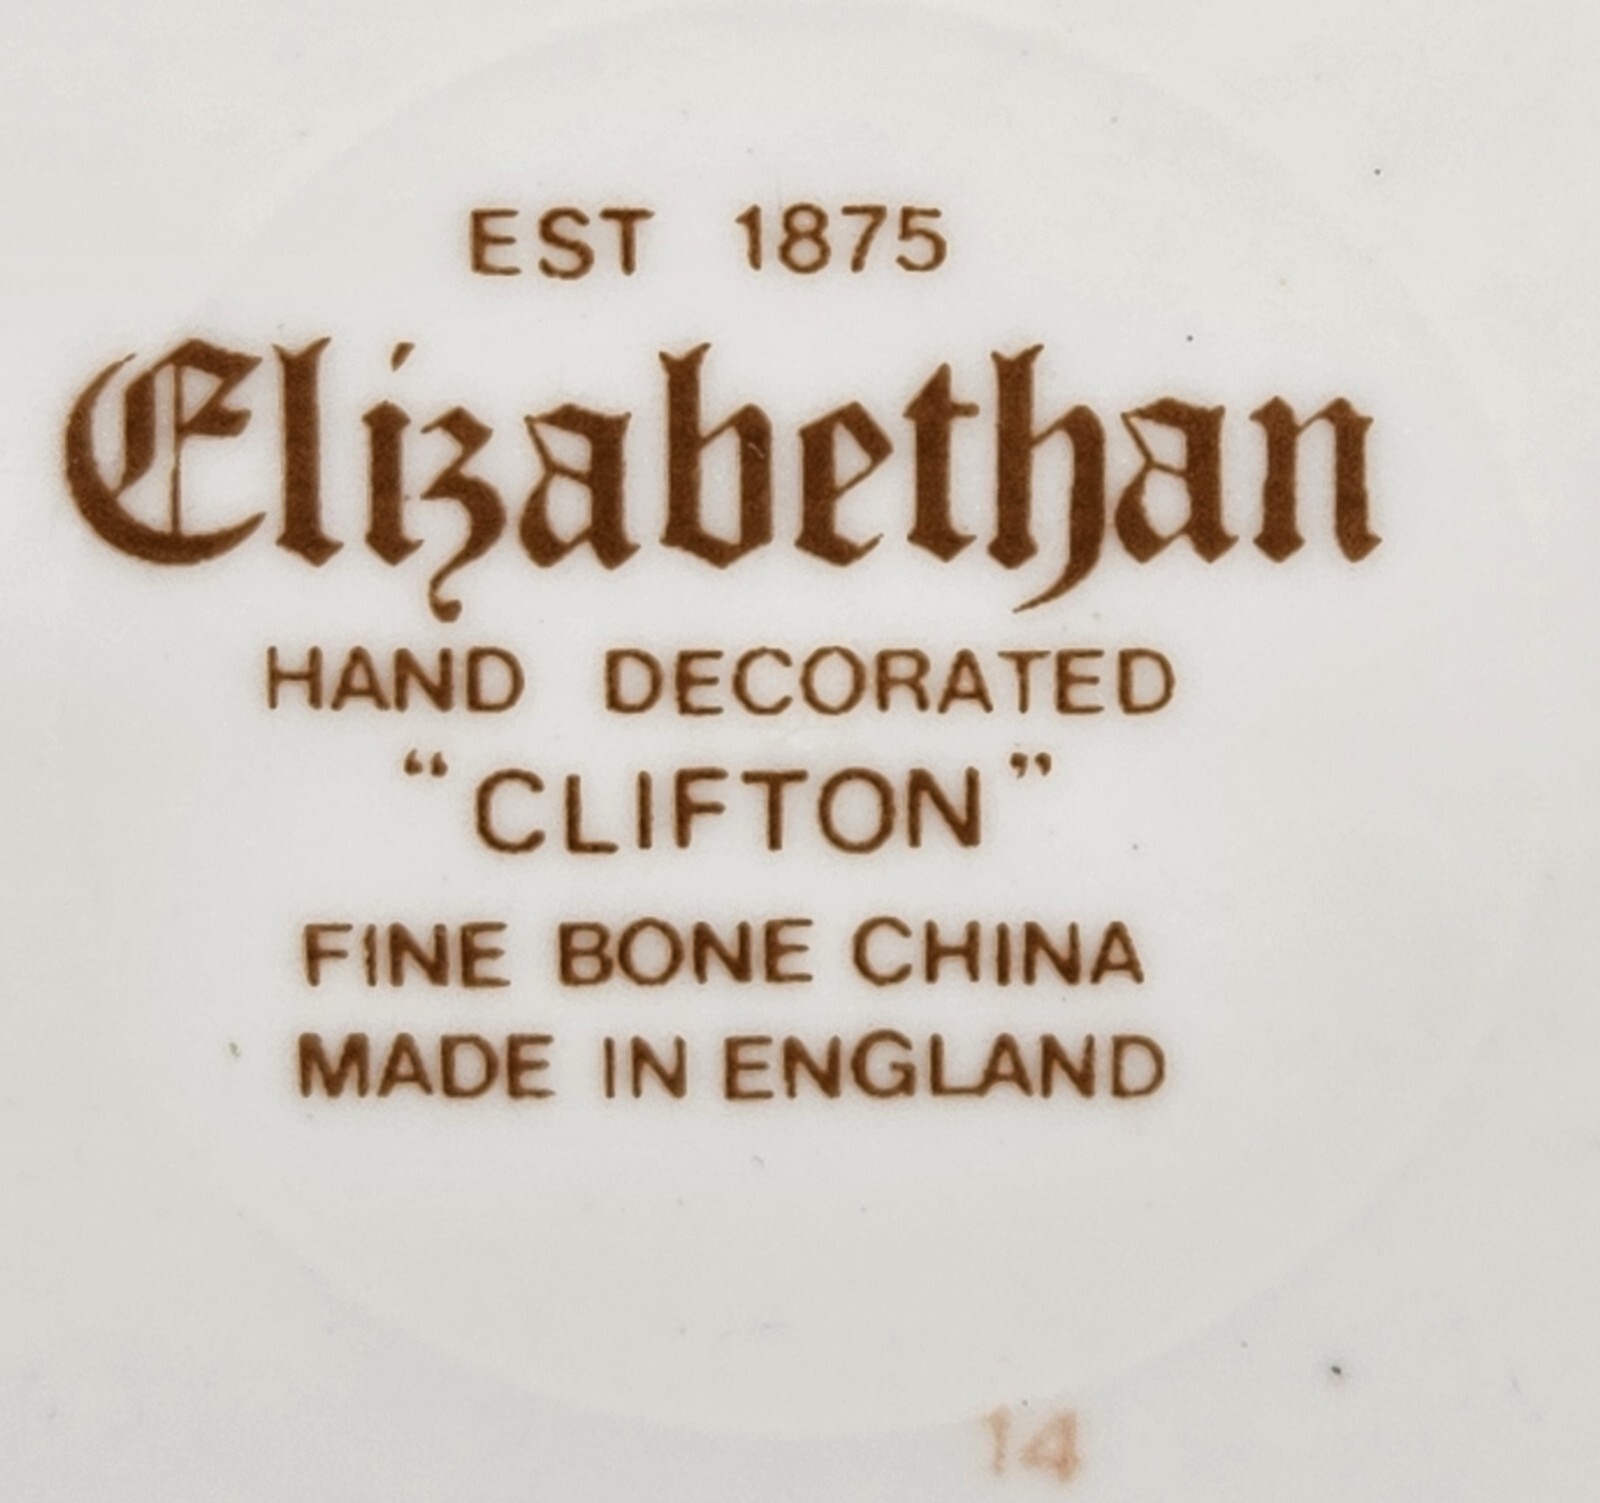 EST 1875
Elizabethan
HAND DECORATED
“CLIFTON”
FINE BONE CHINA
MADE IN ENGLAND
14